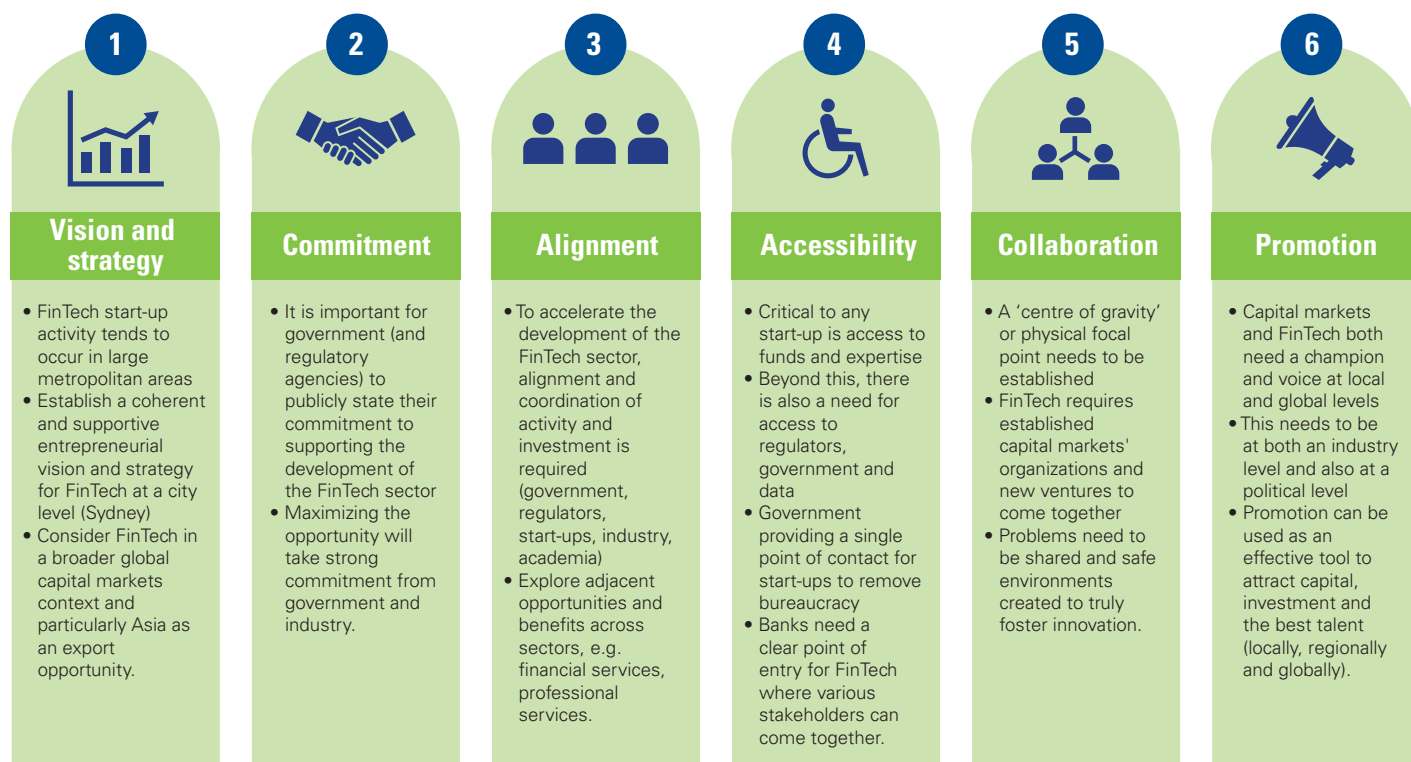 1
Vision and
strategy
• FinTech start-up
activity tends to
occur in large
metropolitan areas
• Establish a coherent
and supportive
entrepreneurial
vision and strategy
for FinTech at a city
level (Sydney)
• Consider FinTech in
a broader global
capital markets
context and
particularly Asia as
an export
opportunity.
2
Commitment
• It is important for
government (and
regulatory
agencies) to
publicly state their
commitment to
supporting the
development of
the FinTech sector
• Maximizing the
opportunity will
take strong
commitment from
government and
industry.
3
Alignment
• To accelerate the
development of the
FinTech sector,
alignment and
coordination of
activity and
investment is
required
(government,
regulators,
start-ups, industry,
academia)
• Explore adjacent
opportunities and
benefits across
sectors, e.g.
financial services,
professional
services.
4
Accessibility
• Critical to any
start-up is access to
funds and expertise
• Beyond this, there
is also a need for
access to
regulators,
government and
data
• Government
providing a single
point of contact for
start-ups to remove
bureaucracy
• Banks need a
clear point of
entry for FinTech
where various
stakeholders can
come together.
5
Collaboration
• A ‘centre of gravity’
or physical focal
point needs to be
established
• FinTech requires
established
capital markets'
organizations and
new ventures to
come together
• Problems need to
be shared and safe
environments
created to truly
foster innovation.
6
Promotion
• Capital markets
and FinTech both
need a champion
and voice at local
and global levels
• This needs to be
at both an industry
level and also at a
political level
• Promotion can be
used as an
effective tool to
attract capital,
investment and
the best talent
(locally, regionally
and globally).